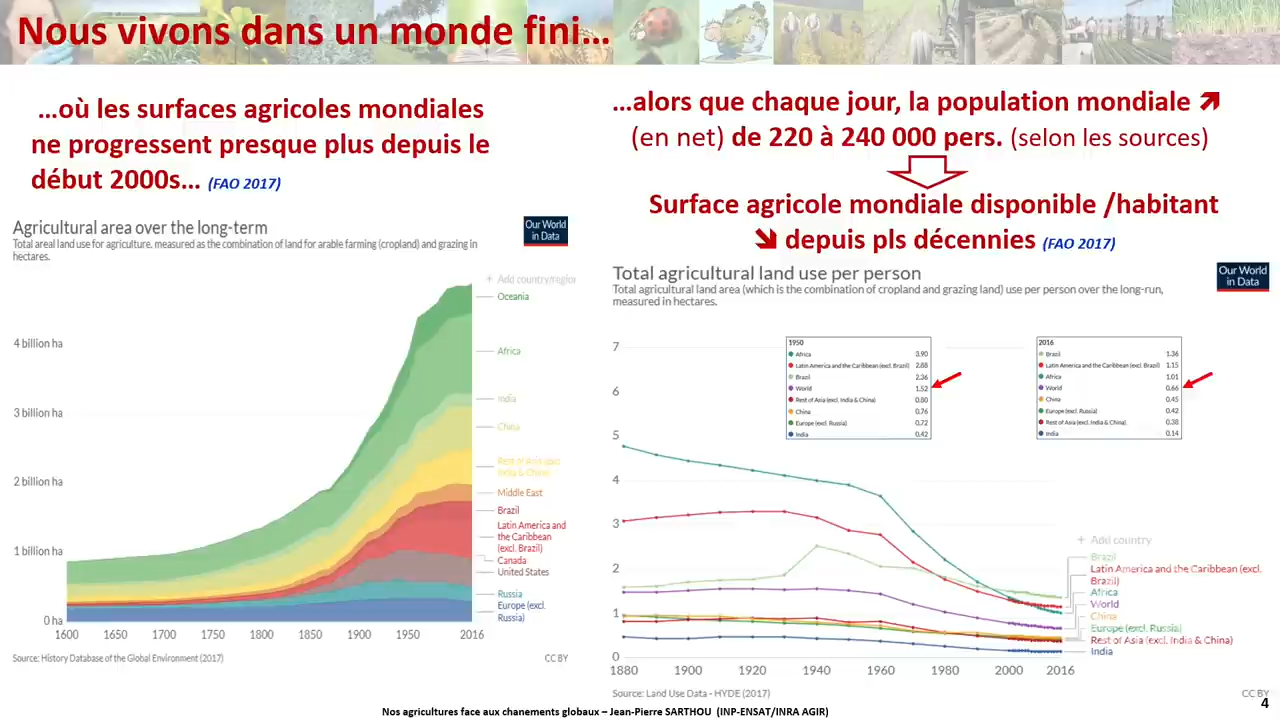 Nous vivons dans un monde fini...
...où les surfaces agricoles mondiales
ne progressent presque plus depuis le
début 2000s... (FAO 2017)
Agricultural area over the long-term
Total areal land use for agriculture, measured as the combination of land for arable farming (cropland) and grazing in
hectares.
Our World
in Data
+ Add country/region
Oceania
Africa
India
China
Rest of Asia (excl.
India & China)
Middle East
Brazil
Latin America and
the Caribbean
(excl. Brazil)
Canada
United States
Russia
Europe (excl.
Russia)
4 billion ha
3 billion ha
2 billion ha
1 billion ha
0 ha
1600 1650 1700 1750 1800 1850 1900 1950 2016
Source: History Database of the Global Environment (2017)
CC BY
...alors que chaque jour, la population mondiale ↗
(en net) de 220 à 240 000 pers. (selon les sources)
Surface agricole mondiale disponible /habitant
↘ depuis pls décennies (FAO 2017)
Total agricultural land use per person
Total agricultural land area (which is the combination of cropland and grazing land) use per person over the long-run,
measured in hectares.
Our World
in Data
1950
Africa 3.90
Latin America and the Caribbean (excl. Brazil) 2.88
Brazil 2.36
World 1.52
Rest of Asia (excl. India & China) 0.80
China 0.76
Europe (excl. Russia) 0.72
India 0.42
2016
Brazil 1.36
Latin America and the Caribbean (excl. Brazil) 1.15
Africa 1.01
World 0.66
China 0.45
Europe (excl. Russia) 0.42
Rest of Asia (excl. India & China) 0.38
India 0.14
7
6
5
4
3
2
1
0
1880 1900 1920 1940 1960 1980 2000 2016
+ Add country
Brazil
Latin America and the Caribbean (excl.
Brazil)
Africa
World
China
Europe (excl. Russia)
Rest of Asia (excl. India & China)
India
Source: Land Use Data - HYDE (2017)
CC BY
Nos agricultures face aux chanements globaux – Jean-Pierre SARTHOU (INP-ENSAT/INRA AGIR)
4